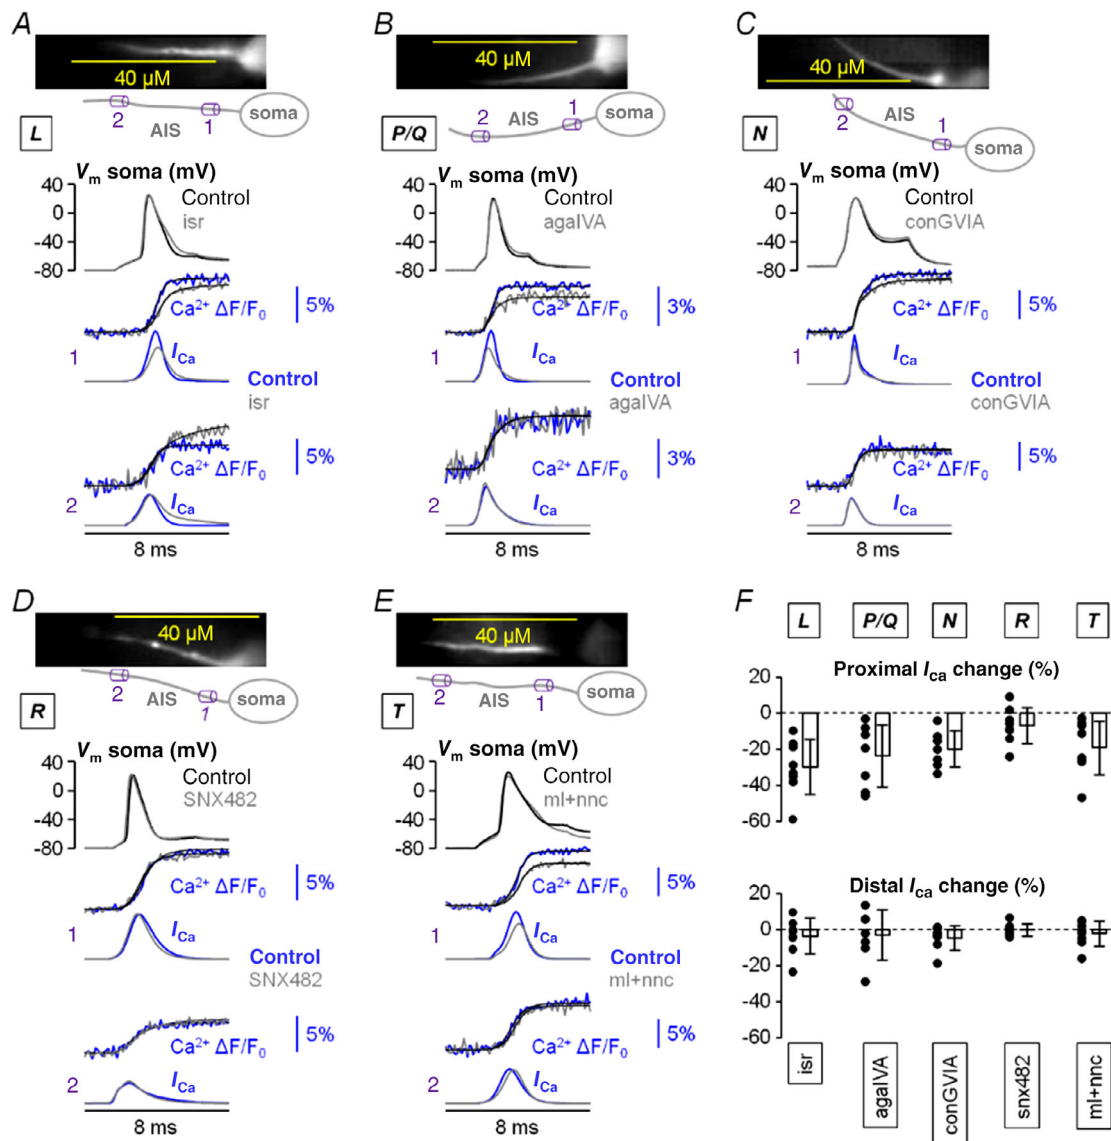 A
40 µM
2
AIS
1
soma
L
Vm soma (mV)
40
0
-40
-80
Control
isr
Ca2+ ΔF/F0
5%
1
ICa
Control
isr
Ca2+ ΔF/F0
5%
2
ICa
8 ms
B
40 µM
2
AIS
1
soma
P/Q
Vm soma (mV)
40
0
-40
-80
Control
agaIVA
Ca2+ ΔF/F0
3%
1
ICa
Control
agaIVA
Ca2+ ΔF/F0
3%
2
ICa
8 ms
C
40 µM
2
AIS
1
soma
N
Vm soma (mV)
40
0
-40
-80
Control
conGVIA
Ca2+ ΔF/F0
5%
1
ICa
Control
conGVIA
Ca2+ ΔF/F0
5%
2
ICa
8 ms
D
40 µM
2
AIS
1
soma
R
Vm soma (mV)
40
0
-40
-80
Control
SNX482
Ca2+ ΔF/F0
5%
1
ICa
Control
SNX482
Ca2+ ΔF/F0
5%
2
ICa
8 ms
E
40 µM
2
AIS
1
soma
T
Vm soma (mV)
40
0
-40
-80
Control
ml+nnc
Ca2+ ΔF/F0
5%
1
ICa
Control
ml+nnc
Ca2+ ΔF/F0
5%
2
ICa
8 ms
F
L P/Q N R T
Proximal Ica change (%)
20
0
-20
-40
-60
Distal Ica change (%)
20
0
-20
-40
-60
isr agaIVA conGVIA snx482 ml+nnc